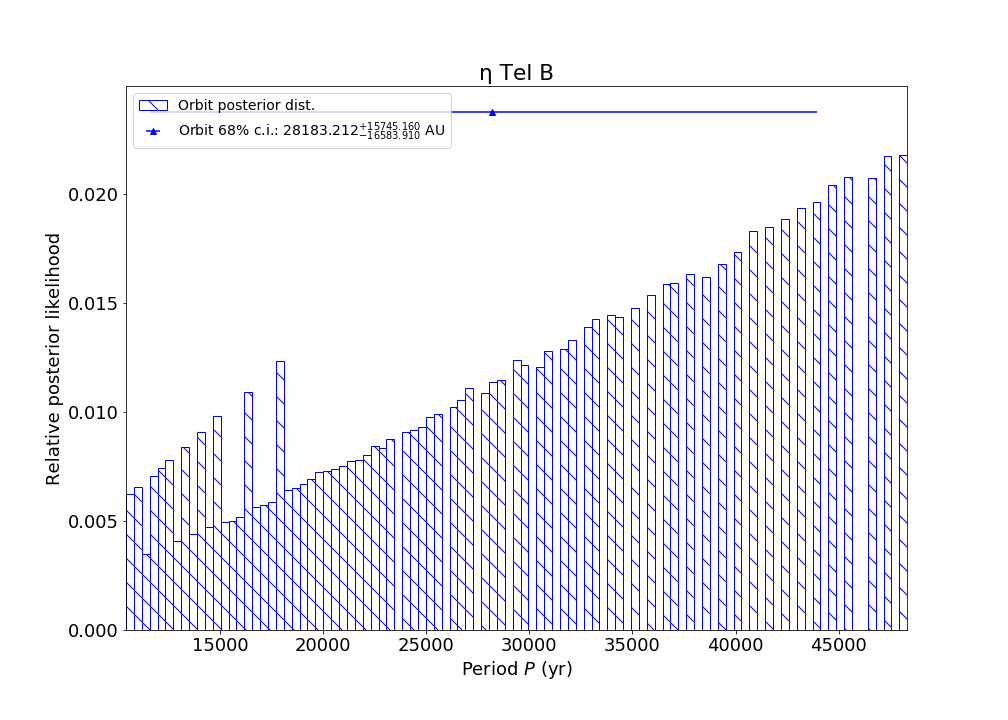 η Tel B
Orbit posterior dist.
Orbit 68% c.i.: 28183.212^{+15745.160}_{−16583.910} AU
Relative posterior likelihood
0.020
0.015
0.010
0.005
0.000
15000 20000 25000 30000 35000 40000 45000
Period P (yr)